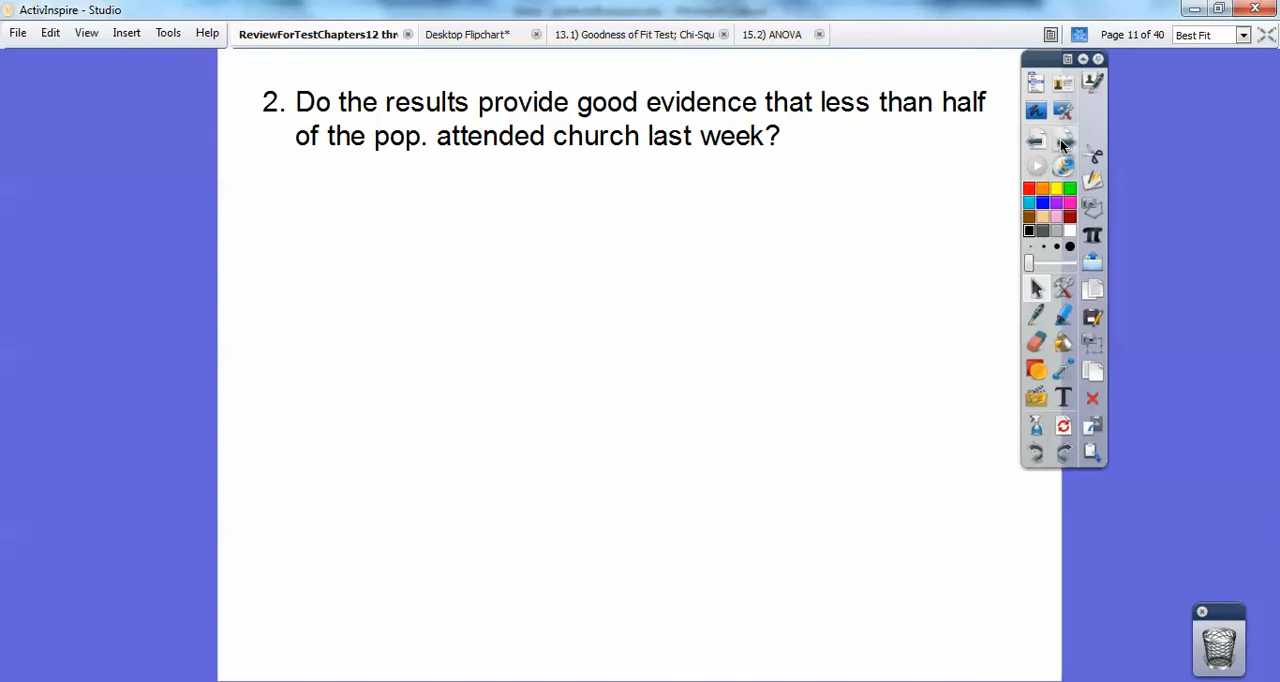 ActivInspire - Studio
File Edit View Insert Tools Help
ReviewForTestChapters12 thr
Desktop Flipchart*
13.1) Goodness of Fit Test; Chi-Squ
15.2) ANOVA
Page 11 of 40
Best Fit
2. Do the results provide good evidence that less than half
of the pop. attended church last week?